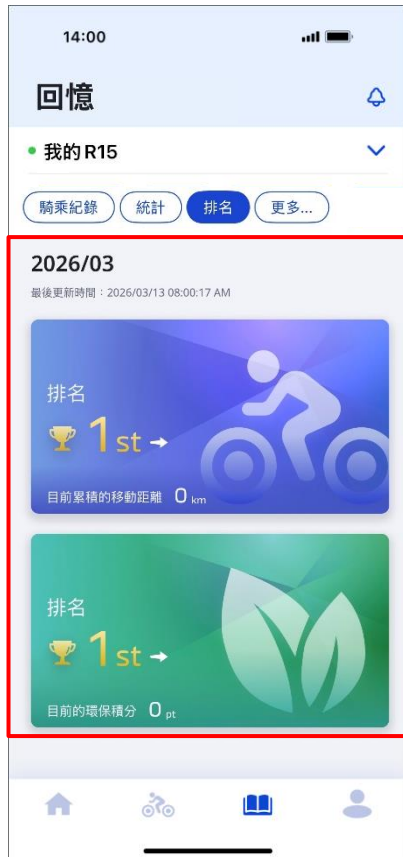 14:00
回憶
我的 R15
騎乘紀錄 統計 排名 更多...
2026/03
最後更新時間：2026/03/13 08:00:17 AM
排名
1st
目前累積的移動距離 0 km
排名
1st
目前的環保積分 0 pt